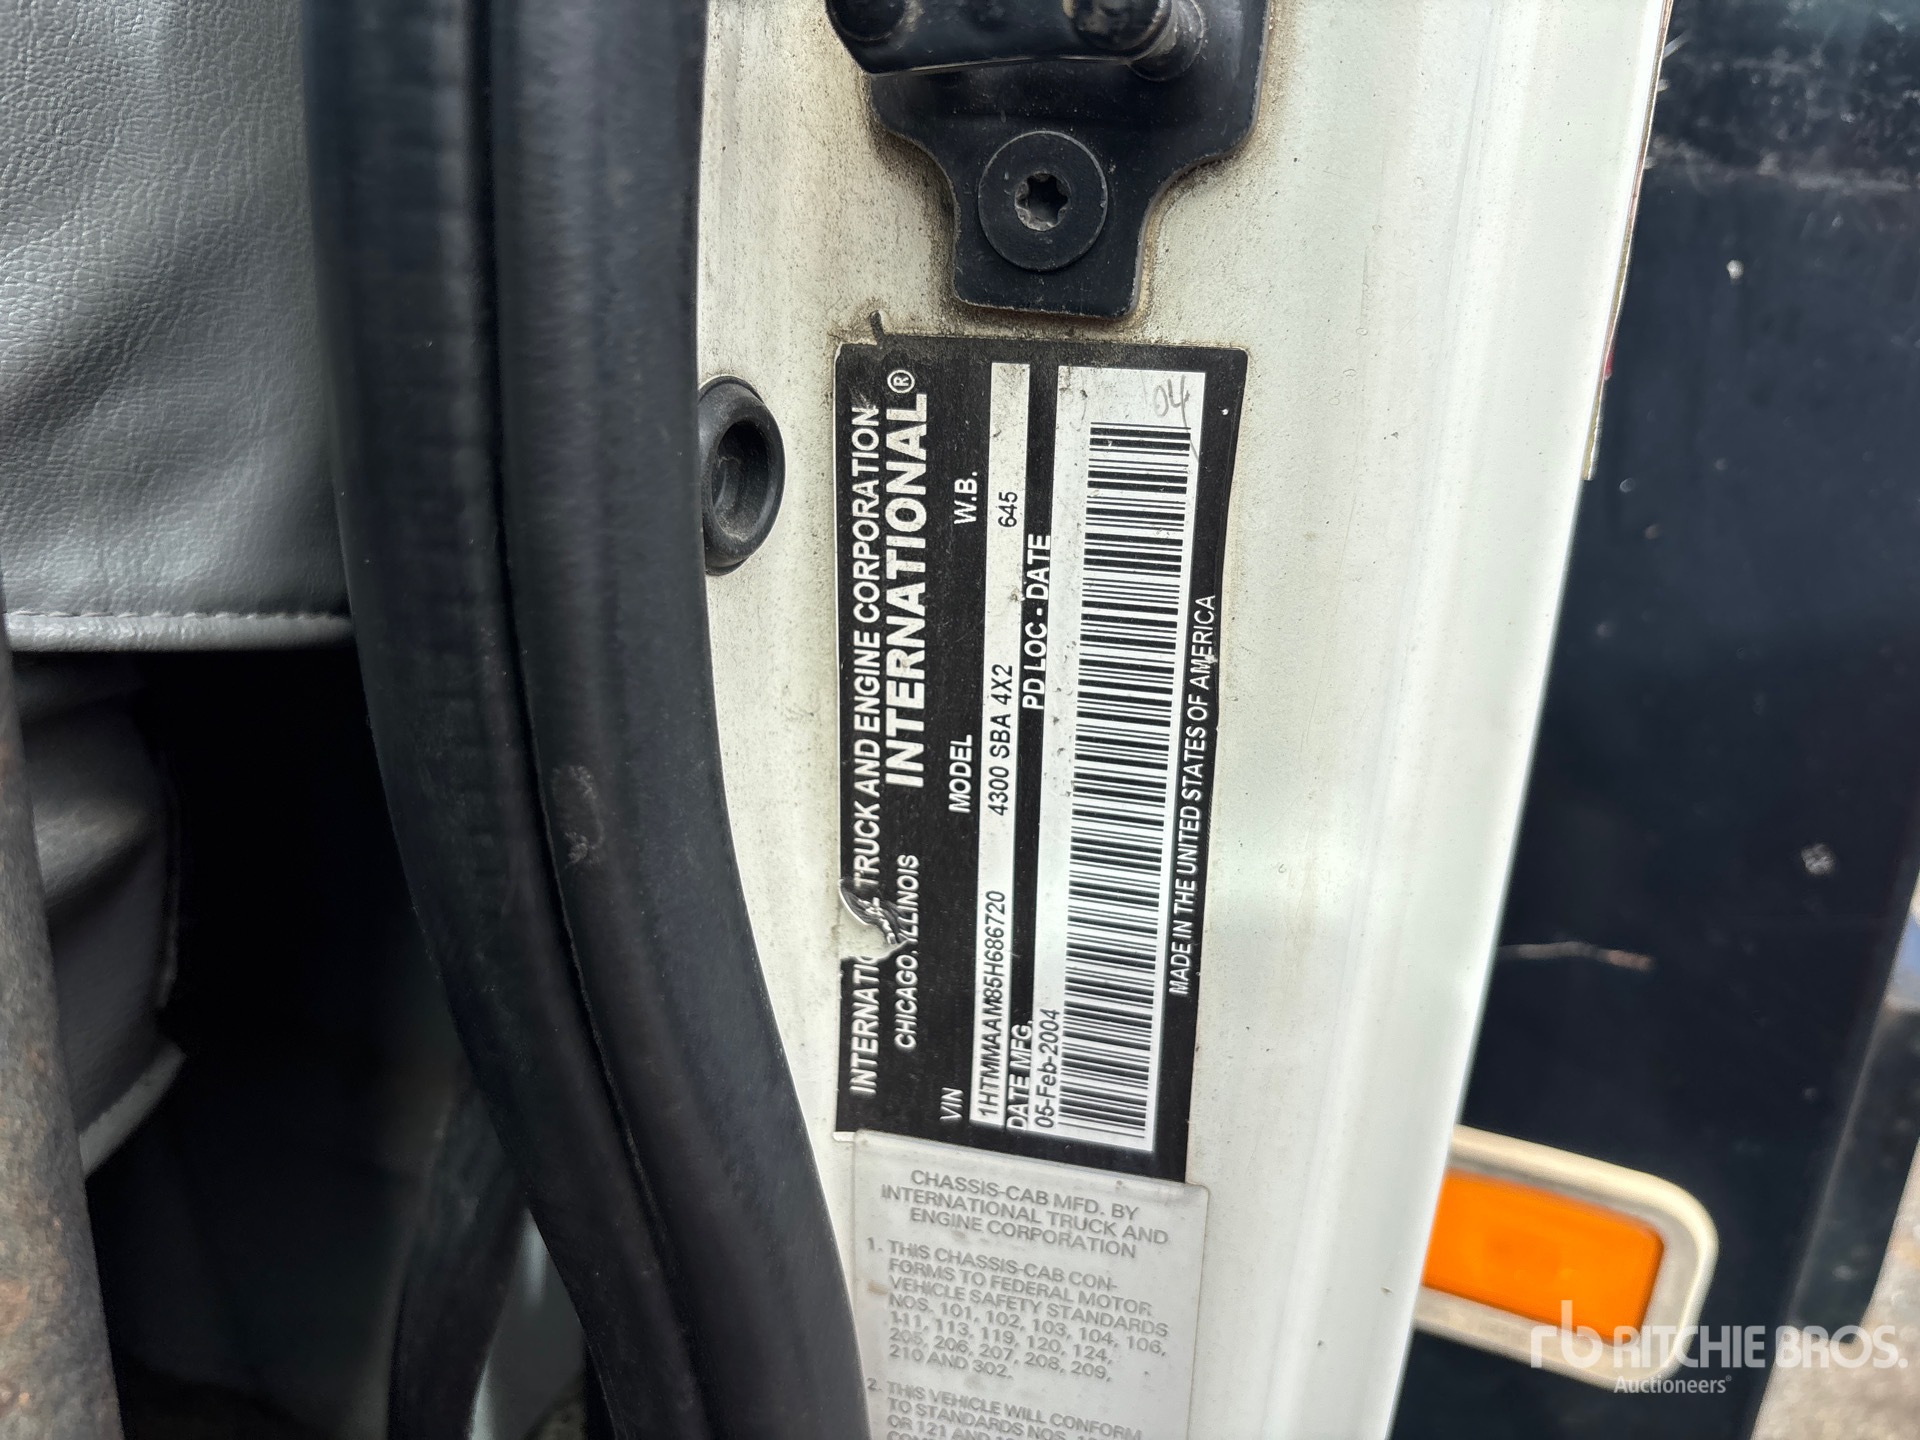 INTERNATIONAL TRUCK AND ENGINE CORPORATION
CHICAGO, ILLINOIS INTERNATIONAL®
VIN MODEL W.B.
1HTMMAAM85H686720 4300 SBA 4X2 645
DATE MFG. PD LOC - DATE
05-Feb-2004
04
MADE IN THE UNITED STATES OF AMERICA
CHASSIS-CAB MFD. BY
INTERNATIONAL TRUCK AND
ENGINE CORPORATION
1. THIS CHASSIS-CAB CON-
FORMS TO FEDERAL MOTOR
VEHICLE SAFETY STANDARDS
NOS. 101, 102, 103, 104, 106,
111, 113, 119, 120, 124,
205, 206, 207, 208, 209,
210 AND 302.
2. THIS VEHICLE WILL CONFORM
TO STANDARDS NOS.
OR 121 AND
rb RITCHIE BROS.
Auctioneers®